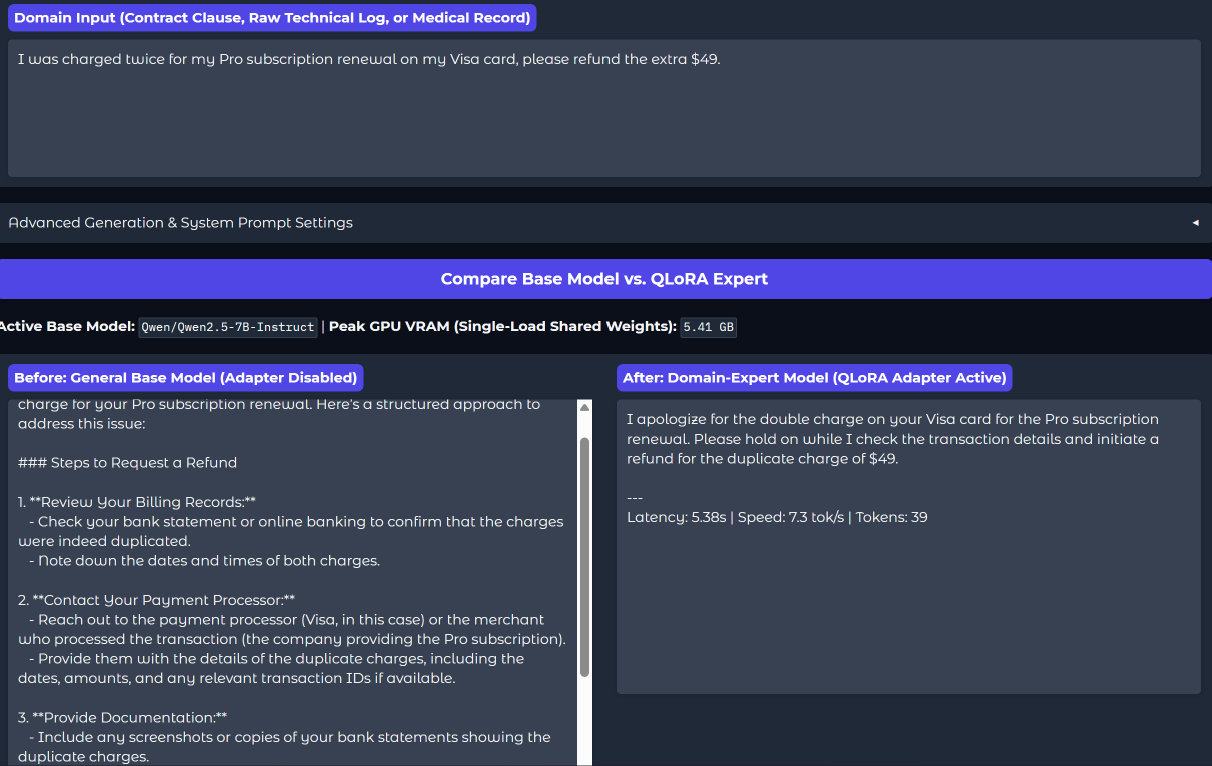 Domain Input (Contract Clause, Raw Technical Log, or Medical Record)
I was charged twice for my Pro subscription renewal on my Visa card, please refund the extra $49.
Advanced Generation & System Prompt Settings
Compare Base Model vs. QLoRA Expert
Active Base Model: Qwen/Qwen2.5-7B-Instruct | Peak GPU VRAM (Single-Load Shared Weights): 5.41 GB
Before: General Base Model (Adapter Disabled)
charge for your Pro subscription renewal. Here's a structured approach to
address this issue:
### Steps to Request a Refund
1. **Review Your Billing Records:**
- Check your bank statement or online banking to confirm that the charges
were indeed duplicated.
- Note down the dates and times of both charges.
2. **Contact Your Payment Processor:**
- Reach out to the payment processor (Visa, in this case) or the merchant
who processed the transaction (the company providing the Pro subscription).
- Provide them with the details of the duplicate charges, including the
dates, amounts, and any relevant transaction IDs if available.
3. **Provide Documentation:**
- Include any screenshots or copies of your bank statements showing the
duplicate charges.
After: Domain-Expert Model (QLoRA Adapter Active)
I apologize for the double charge on your Visa card for the Pro subscription
renewal. Please hold on while I check the transaction details and initiate a
refund for the duplicate charge of $49.
---
Latency: 5.38s | Speed: 7.3 tok/s | Tokens: 39